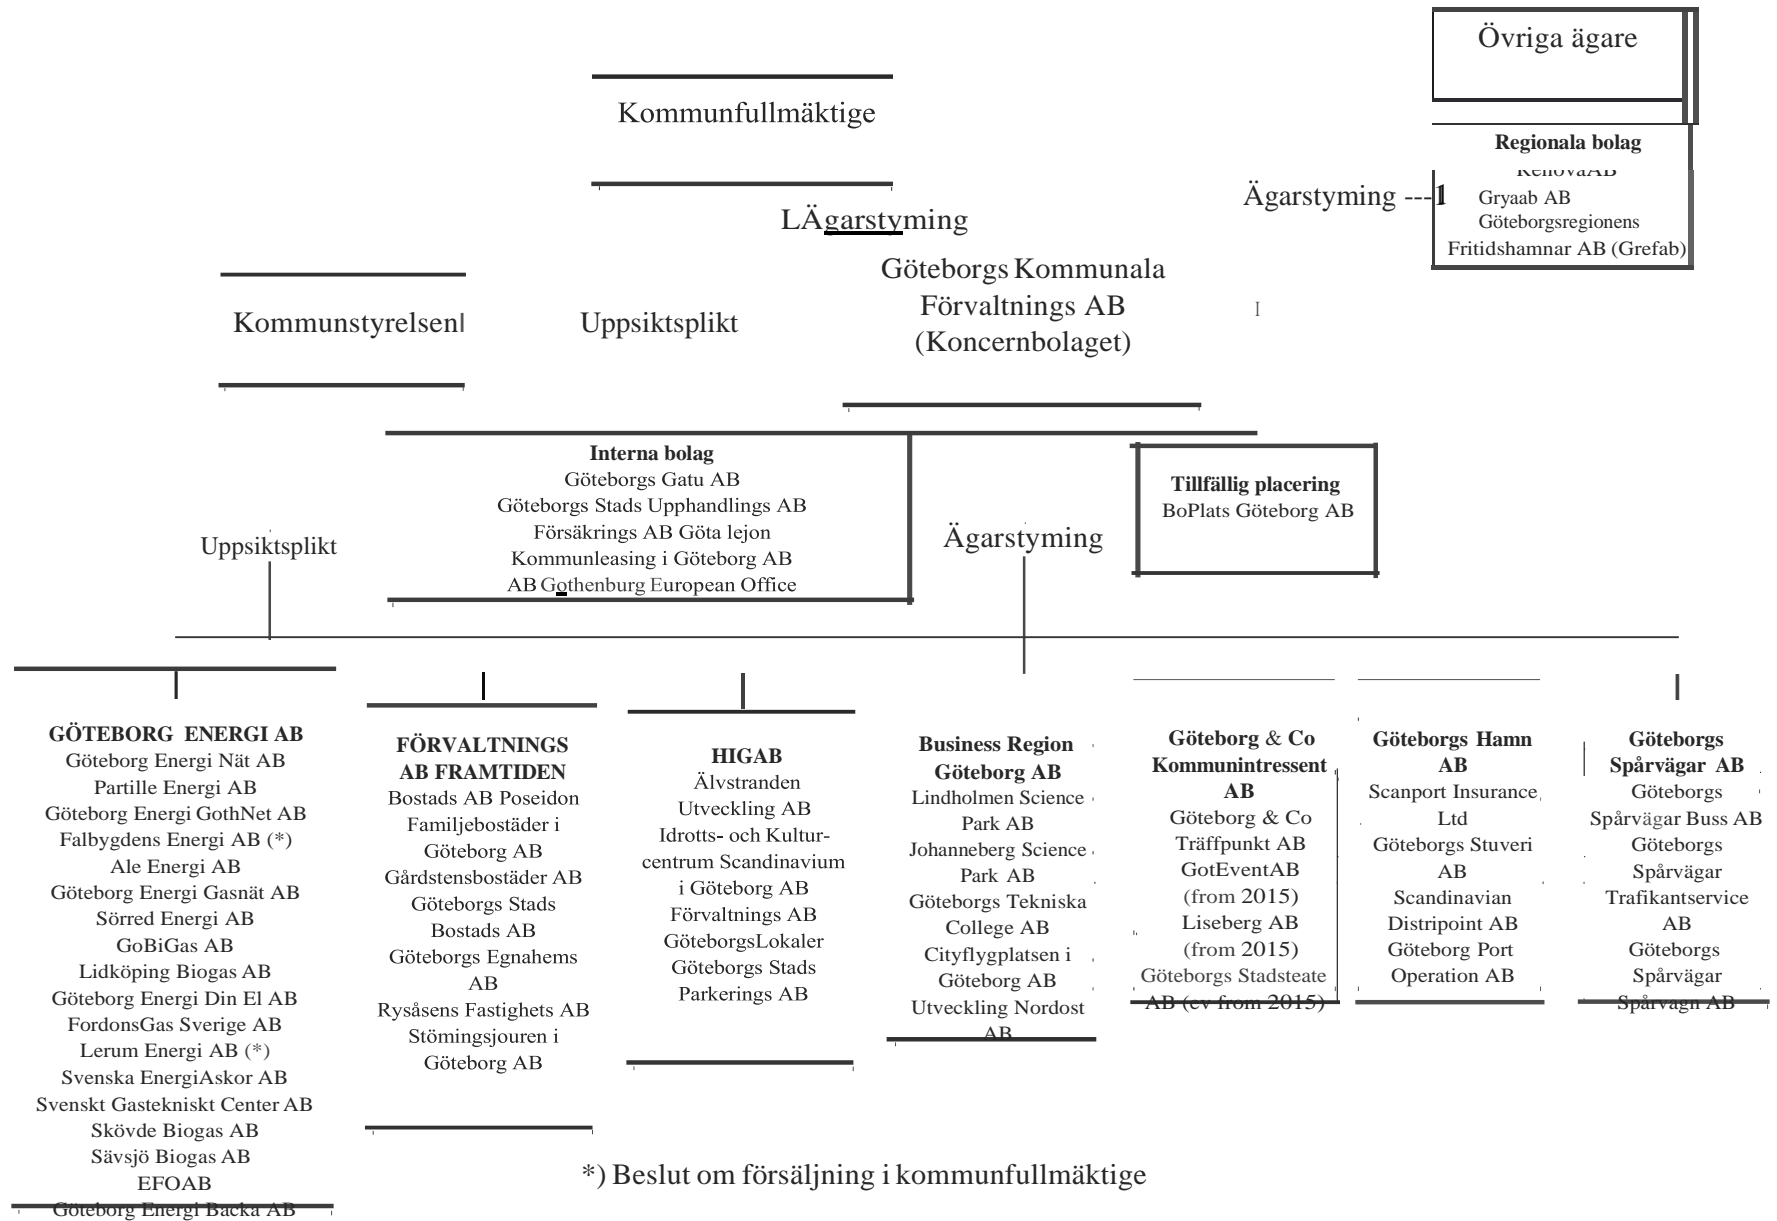 Övriga ägare
Kommunfullmäktige
Regionala bolag
RenovaAB
Gryaab AB
Göteborgsregionens
Fritidshamnar AB (Grefab)
Ägarstyming ---1
LÄgarstyming
Göteborgs Kommunala
Förvaltnings AB
(Koncernbolaget)
Kommunstyrelsen
Uppsiktsplikt
I
Interna bolag
Göteborgs Gatu AB
Göteborgs Stads Upphandlings AB
Försäkrings AB Göta lejon
Kommunleasing i Göteborg AB
AB Gothenburg European Office
Tillfällig placering
BoPlats Göteborg AB
Uppsiktsplikt
Ägarstyming
GÖTEBORG ENERGI AB
Göteborg Energi Nät AB
Partille Energi AB
Göteborg Energi GothNet AB
Falbygdens Energi AB (*)
Ale Energi AB
Göteborg Energi Gasnät AB
Sörred Energi AB
GoBiGas AB
Lidköping Biogas AB
Göteborg Energi Din El AB
FordonsGas Sverige AB
Lerum Energi AB (*)
Svenska EnergiAskor AB
Svenskt Gastekniskt Center AB
Skövde Biogas AB
Sävsjö Biogas AB
EFOAB
Göteborg Energi Backa AB
FÖRVALTNINGS
AB FRAMTIDEN
Bostads AB Poseidon
Familjebostäder i
Göteborg AB
Gårdstensbostäder AB
Göteborgs Stads
Bostads AB
Göteborgs Egnahems
AB
Rysåsens Fastighets AB
Stömingsjouren i
Göteborg AB
HIGAB
Älvstranden
Utveckling AB
Idrotts- och Kultur-
centrum Scandinavium
i Göteborg AB
Förvaltnings AB
GöteborgsLokaler
Göteborgs Stads
Parkerings AB
Business Region
Göteborg AB
Lindholmen Science
Park AB
Johanneberg Science
Park AB
Göteborgs Tekniska
College AB
Cityflygplatsen i
Göteborg AB
Utveckling Nordost
AB
Göteborg & Co
Kommunintressent
AB
Göteborg & Co
Träffpunkt AB
GotEventAB
(from 2015)
Liseberg AB
(from 2015)
Göteborgs Stadsteate
AB (ev from 2015)
Göteborgs Hamn
AB
Scanport Insurance
Ltd
Göteborgs Stuveri
AB
Scandinavian
Distripoint AB
Göteborg Port
Operation AB
Göteborgs
Spårvägar AB
Göteborgs
Spårvägar Buss AB
Göteborgs
Spårvägar
Trafikantservice
AB
Göteborgs
Spårvägar
Spårvagn AB
*) Beslut om försäljning i kommunfullmäktige